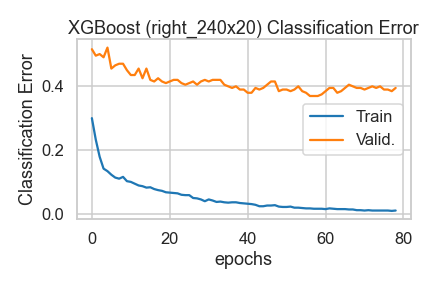 XGBoost (right_240x20) Classification Error
Classification Error
0.4
0.2
0.0
Train
Valid.
0
20
40
60
80
epochs